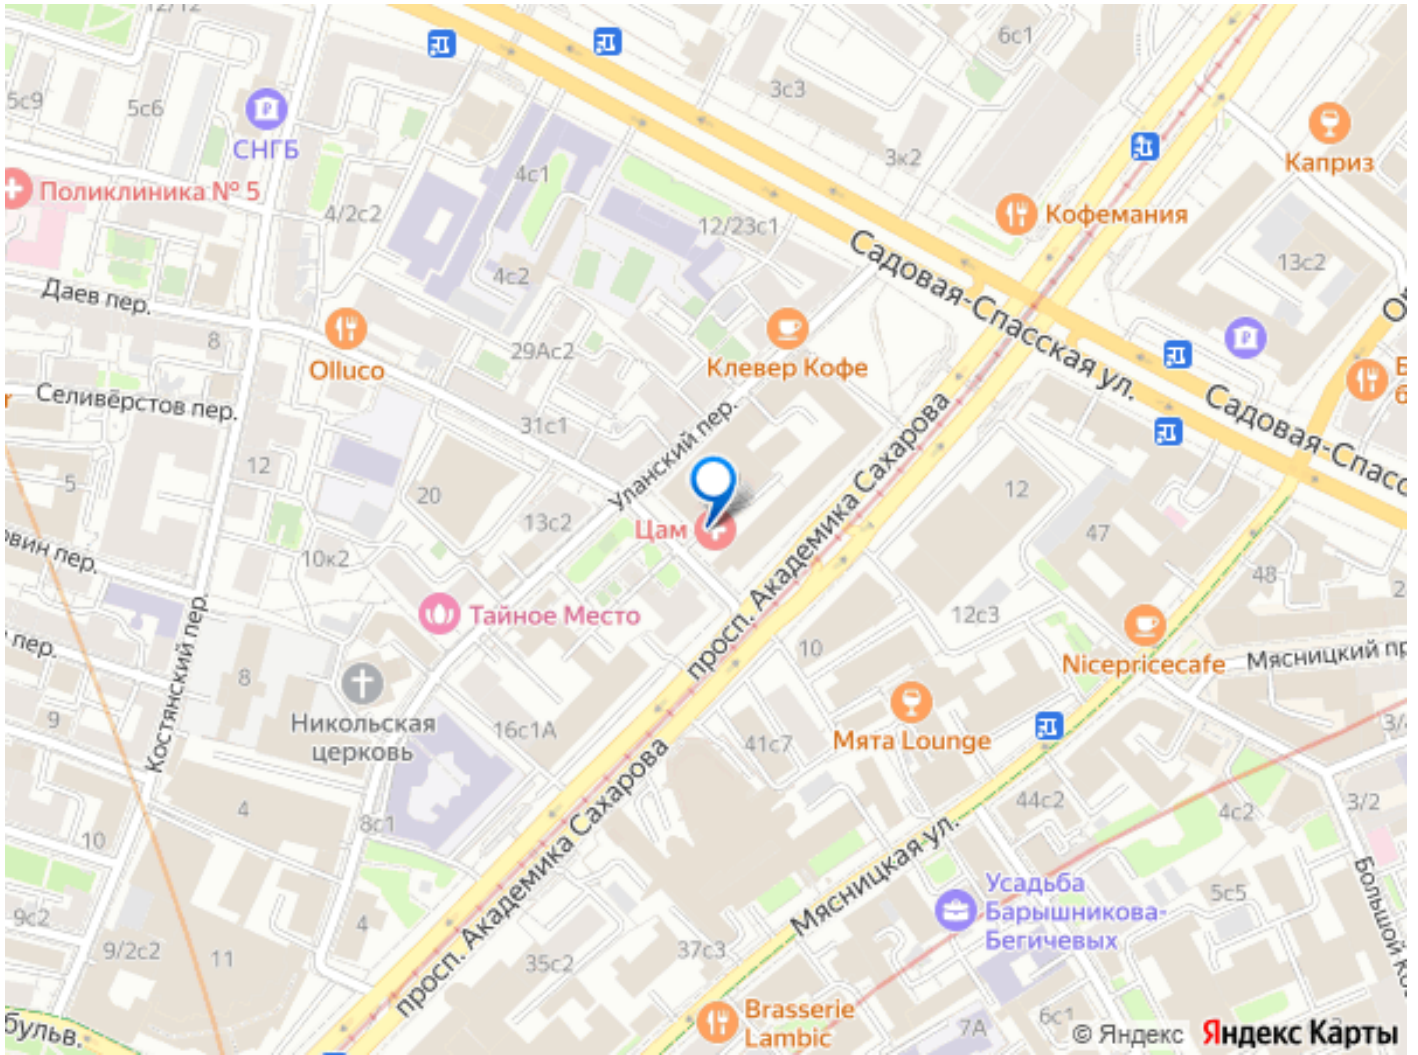 12/12
6с1
5с9
5с6
3с3
СНГБ
Каприз
3к2
4с1
Поликлиника № 5
4/2с2
Кофемания
12/23с1
13с2
4с2
Садовая-Спасская ул.
Даев пер.
8
29Ас2
Olluco
Клевер Кофе
Селивёрстов пер.
Садовая-Спасс
31с1
Уланский пер.
12
5
20
12
13с2
Цам
47
10к2
48
просп. Академика Сахарова
12с3
Тайное Место
10
Nicepricecafe
Мясницкий пр
пер.
Костянский пер.
8
Никольская
церковь
9
16с1А
41с7
Мята Lounge
44с2
4с2
3/2
4
8с1
10
просп. Академика Сахарова
Мясницкая ул.
Усадьба
Барышникова-
Бегичевых
5с5
Большой
9с2
4
9/2с2
11
35с2
37с3
Brasserie
Lambic
7А
6с1
бульв.
© Яндекс
Яндекс Карты